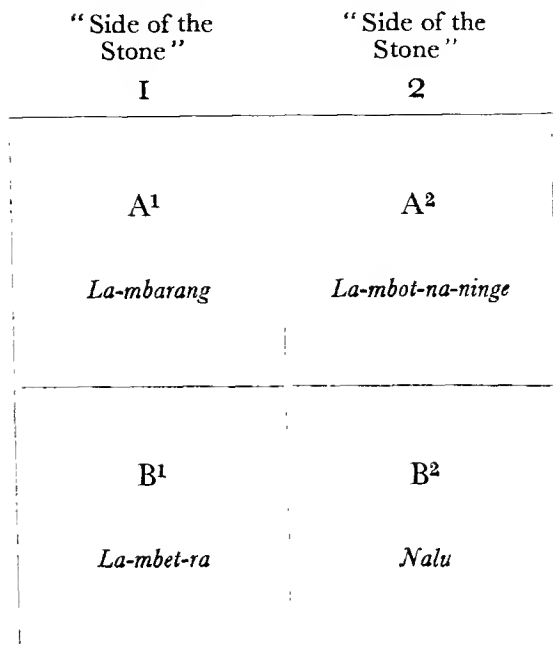 “Side of the “Side of the
Stone” Stone”
I 2
A¹ A²
La-mbarang La-mbot-na-ninge
B¹ B²
La-mbet-ra Nalu